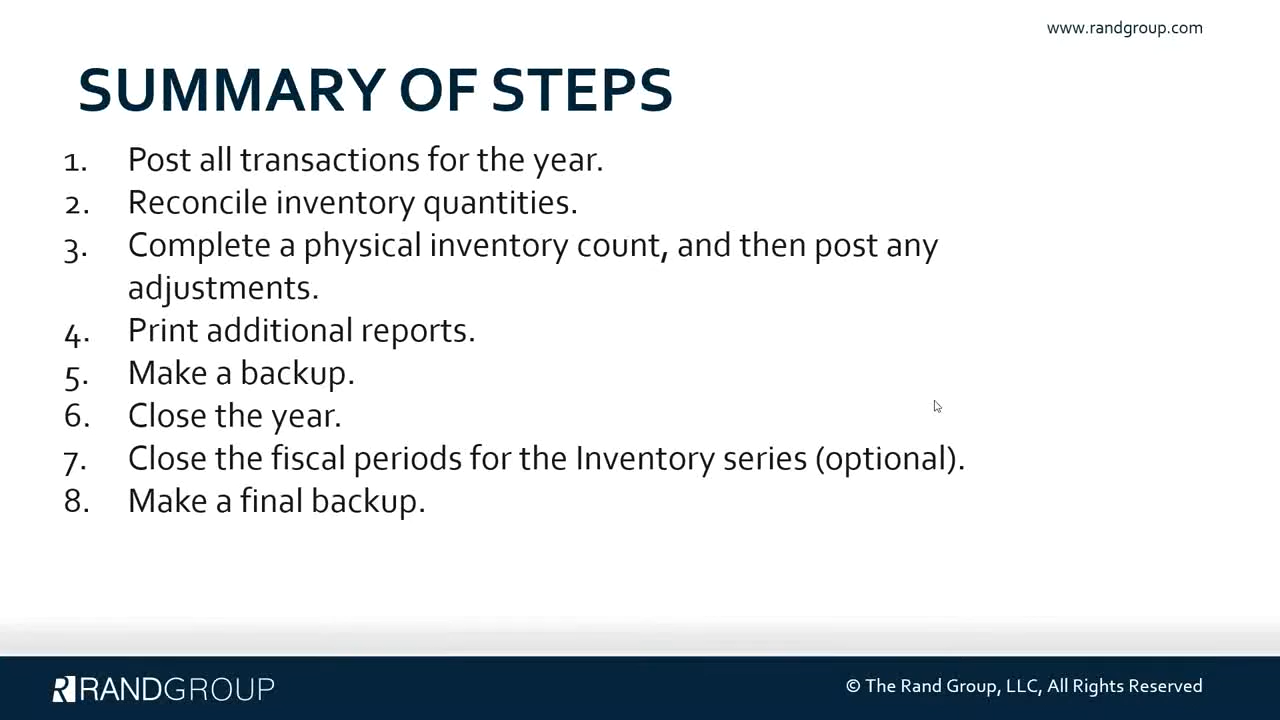 www.randgroup.com
SUMMARY OF STEPS
1. Post all transactions for the year.
2. Reconcile inventory quantities.
3. Complete a physical inventory count, and then post any
adjustments.
4. Print additional reports.
5. Make a backup.
6. Close the year.
7. Close the fiscal periods for the Inventory series (optional).
8. Make a final backup.
RANDGROUP
© The Rand Group, LLC, All Rights Reserved